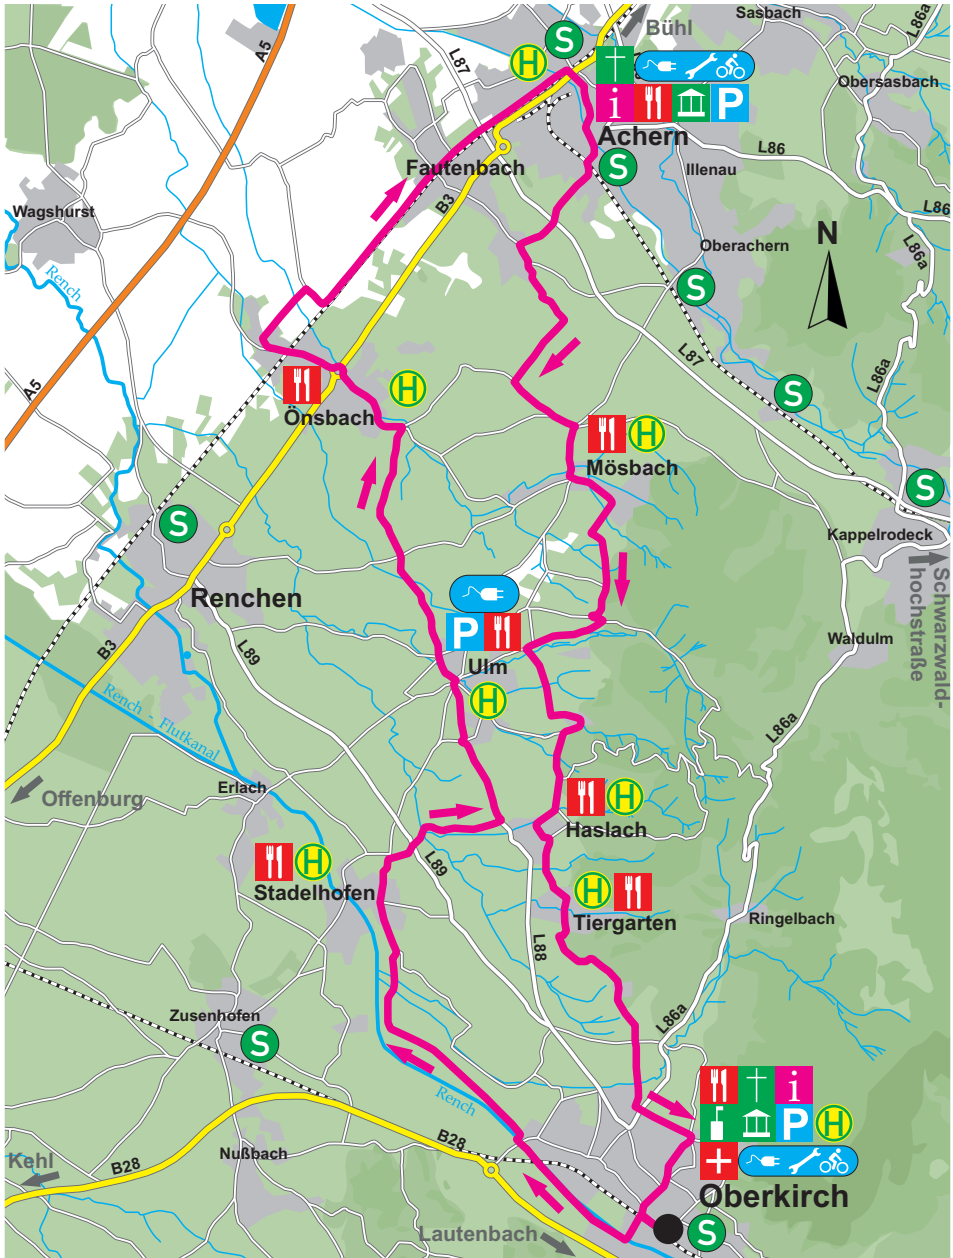 Sasbach
L86a
Bühl
A5
L87
S
H
Obersasbach
i
P
Achern
L86
Fautenbach
S
Illenau
B3
L86
Wagshurst
Oberachern
N
L86a
Rench
S
A5
L87
L86a
H
S
Önsbach
H
Mösbach
S
S
Kappelrodeck
Schwarzwald-
hochstraße
Renchen
P
Waldulm
B3
L89
Ulm
Rench - Flutkanal
H
L86a
Offenburg
Erlach
H
Haslach
L89
H
Stadelhofen
H
Tiergarten
Ringelbach
L88
Zusenhofen
L86a
S
i
Rench
P
H
B28
Nußbach
Kehl
B28
Oberkirch
Lautenbach
S